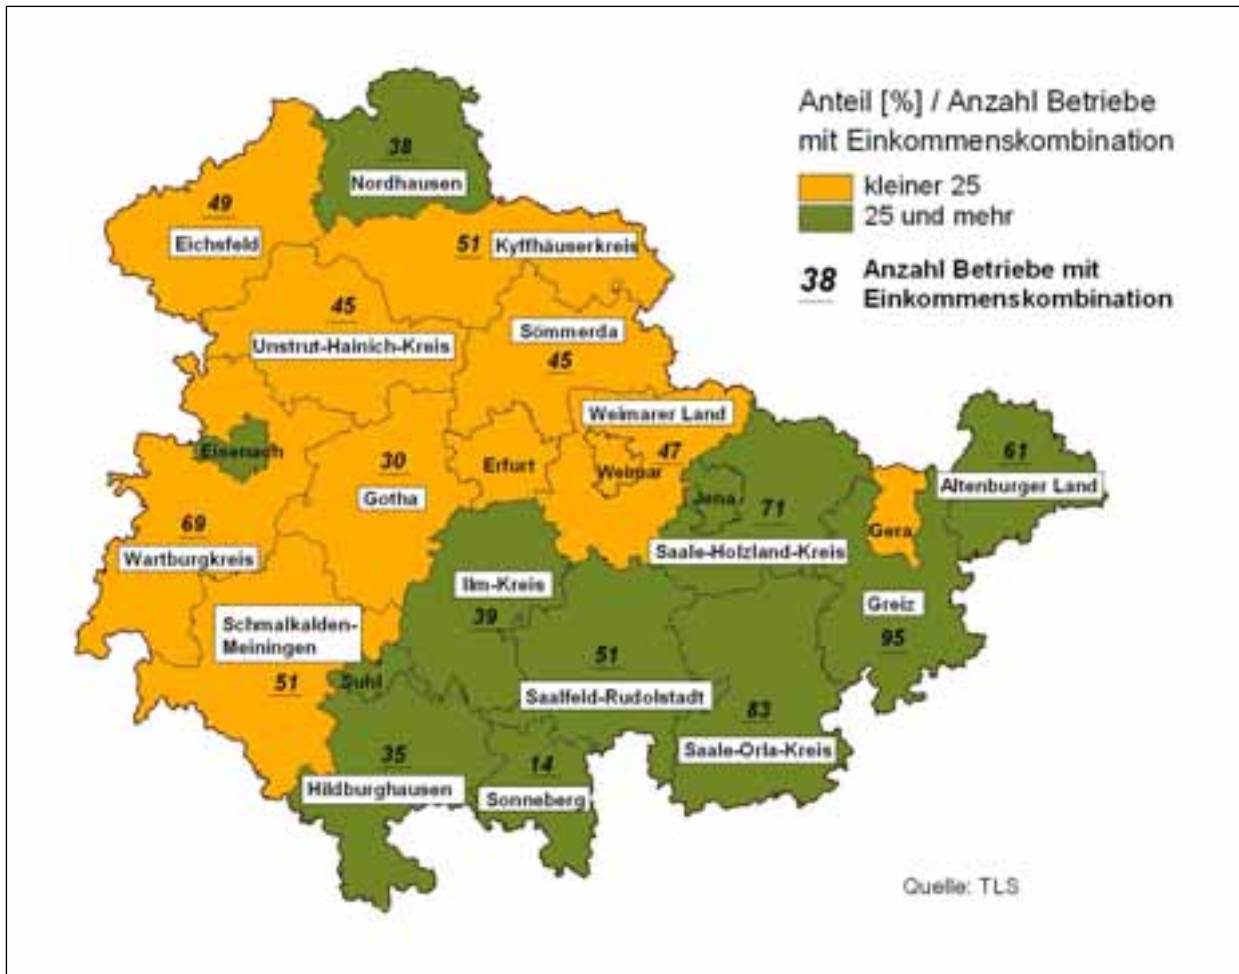 Anteil [%] / Anzahl Betriebe
mit Einkommenskombination
kleiner 25
25 und mehr
38 Anzahl Betriebe mit
Einkommenskombination
38
Nordhausen
49
Eichsfeld
51 Kyffhäuserkreis
45
Unstrut-Hainich-Kreis
Sömmerda
45
Weimarer Land
47
Weimar
Erfurt
Eisenach
30
Gotha
69
Wartburgkreis
Jena
71
Saale-Holzland-Kreis
Gera
61
Altenburger Land
Greiz
95
Ilm-Kreis
39
Schmalkalden-
Meiningen
51
Suhl
51
Saalfeld-Rudolstadt
83
Saale-Orla-Kreis
35
Hildburghausen
14
Sonneberg
Quelle: TLS